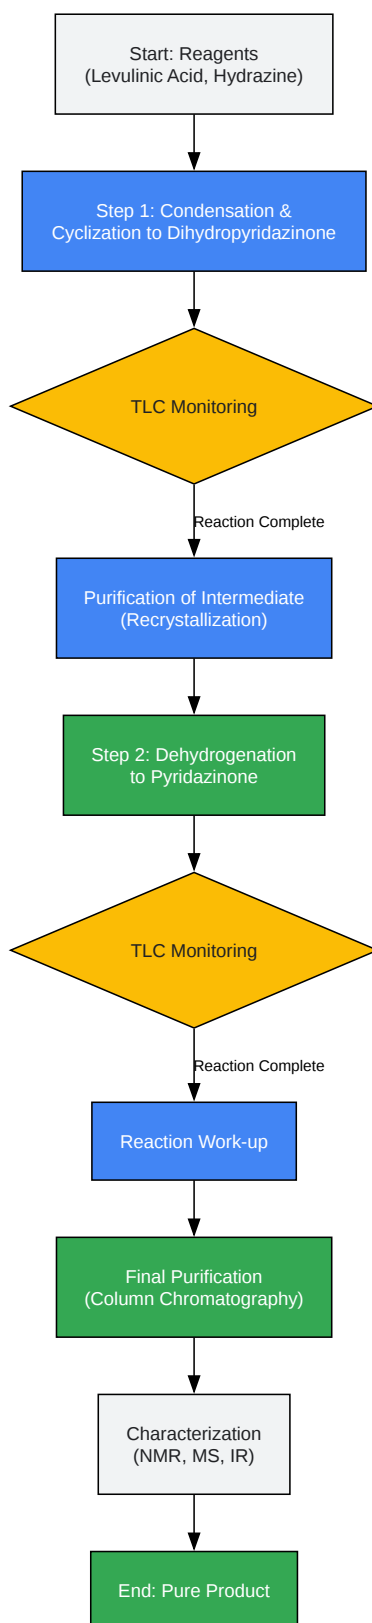 Start: Reagents
(Levulinic Acid, Hydrazine)
Step 1: Condensation &
Cyclization to Dihydropyridazinone
TLC Monitoring
Reaction Complete
Purification of Intermediate
(Recrystallization)
Step 2: Dehydrogenation
to Pyridazinone
TLC Monitoring
Reaction Complete
Reaction Work-up
Final Purification
(Column Chromatography)
Characterization
(NMR, MS, IR)
End: Pure Product